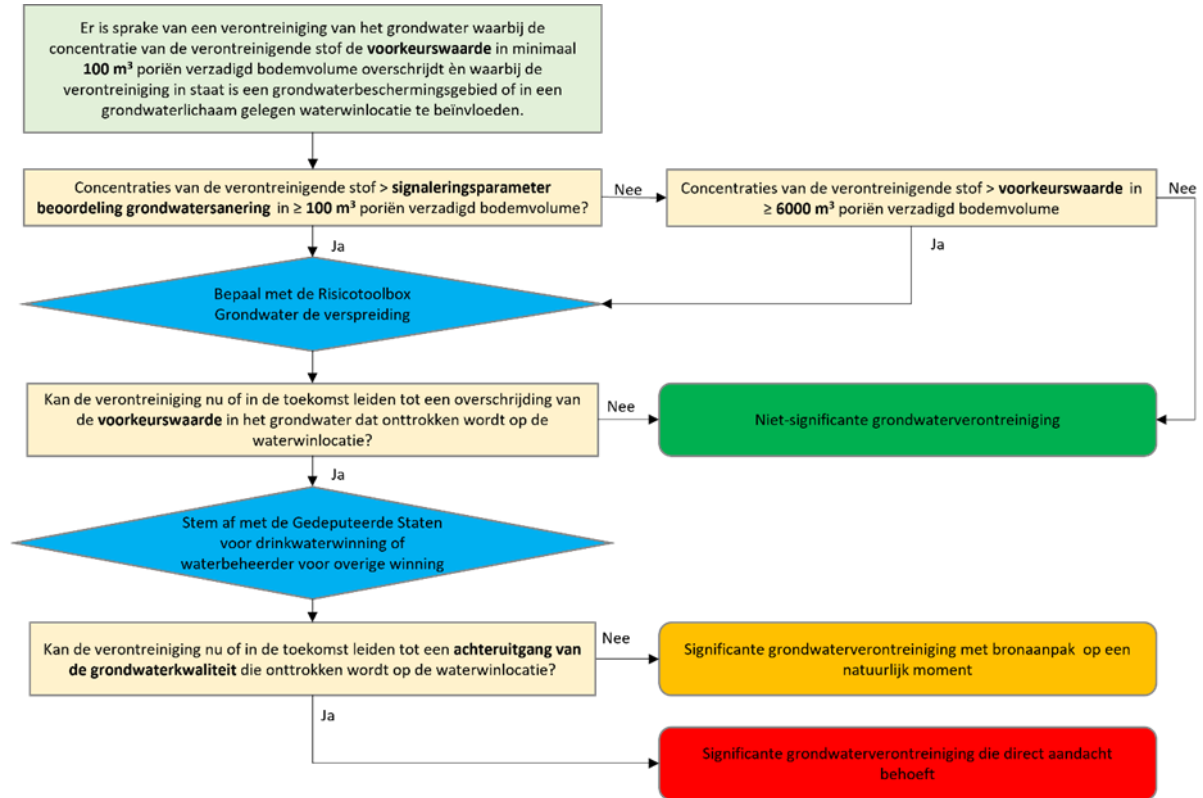 Er is sprake van een verontreiniging van het grondwater waarbij de
concentratie van de verontreinigende stof de voorkeurswaarde in minimaal
100 m³ poriën verzadigd bodemvolume overschrijdt èn waarbij de
verontreiniging in staat is een grondwaterbeschermingsgebied of in een
grondwaterlichaam gelegen waterwinlocatie te beïnvloeden.
Concentraties van de verontreinigende stof > signaleringsparameter
beoordeling grondwatersanering in ≥ 100 m³ poriën verzadigd bodemvolume?
Nee
Concentraties van de verontreinigende stof > voorkeurswaarde in
≥ 6000 m³ poriën verzadigd bodemvolume
Nee
Ja
Ja
Bepaal met de Risicotoolbox
Grondwater de verspreiding
Kan de verontreiniging nu of in de toekomst leiden tot een overschrijding van
de voorkeurswaarde in het grondwater dat onttrokken wordt op de
waterwinlocatie?
Nee
Niet-significante grondwaterverontreiniging
Ja
Stem af met de Gedeputeerde Staten
voor drinkwaterwinning of
waterbeheerder voor overige winning
Kan de verontreiniging nu of in de toekomst leiden tot een achteruitgang van
de grondwaterkwaliteit die onttrokken wordt op de waterwinlocatie?
Nee
Significante grondwaterverontreiniging met bronaanpak op een
natuurlijk moment
Ja
Significante grondwaterverontreiniging die direct aandacht
behoeft